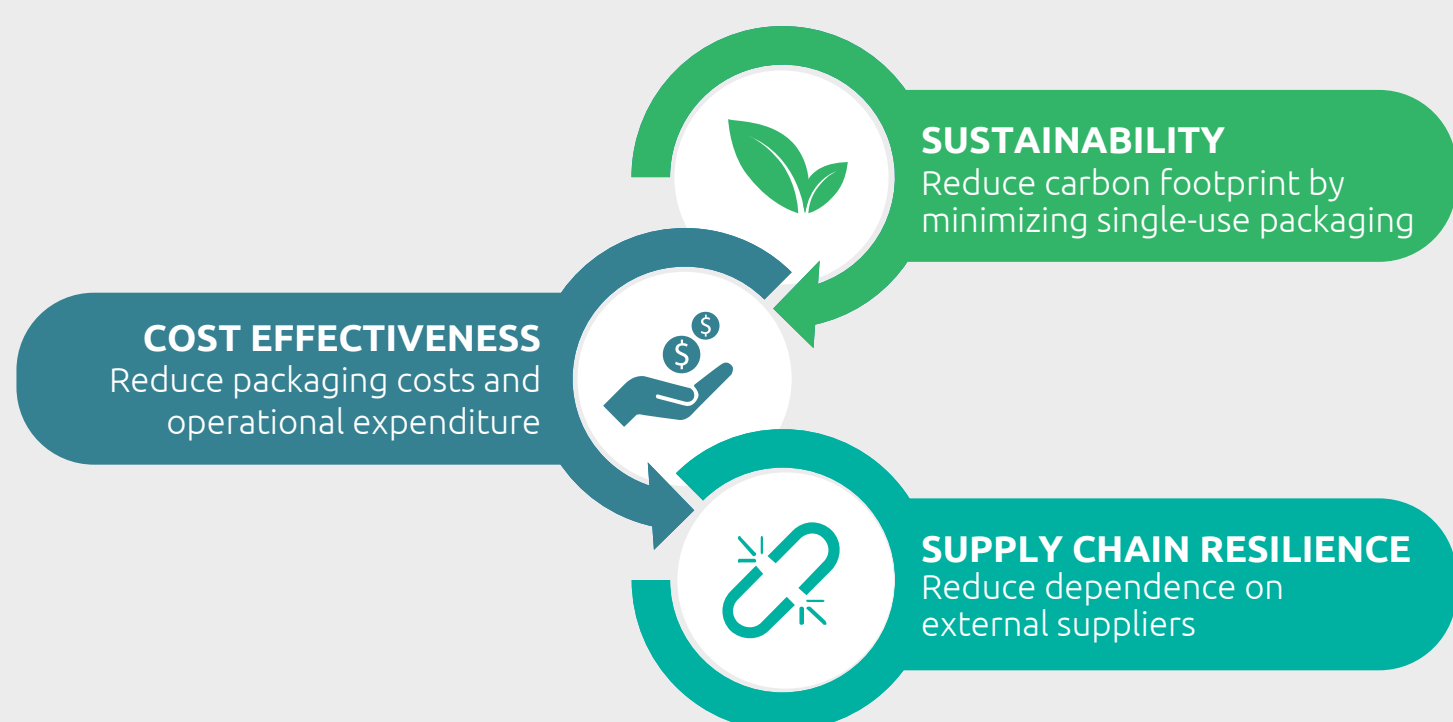 SUSTAINABILITY
Reduce carbon footprint by
minimizing single-use packaging
COST EFFECTIVENESS
Reduce packaging costs and
operational expenditure
$
$
SUPPLY CHAIN RESILIENCE
Reduce dependence on
external suppliers